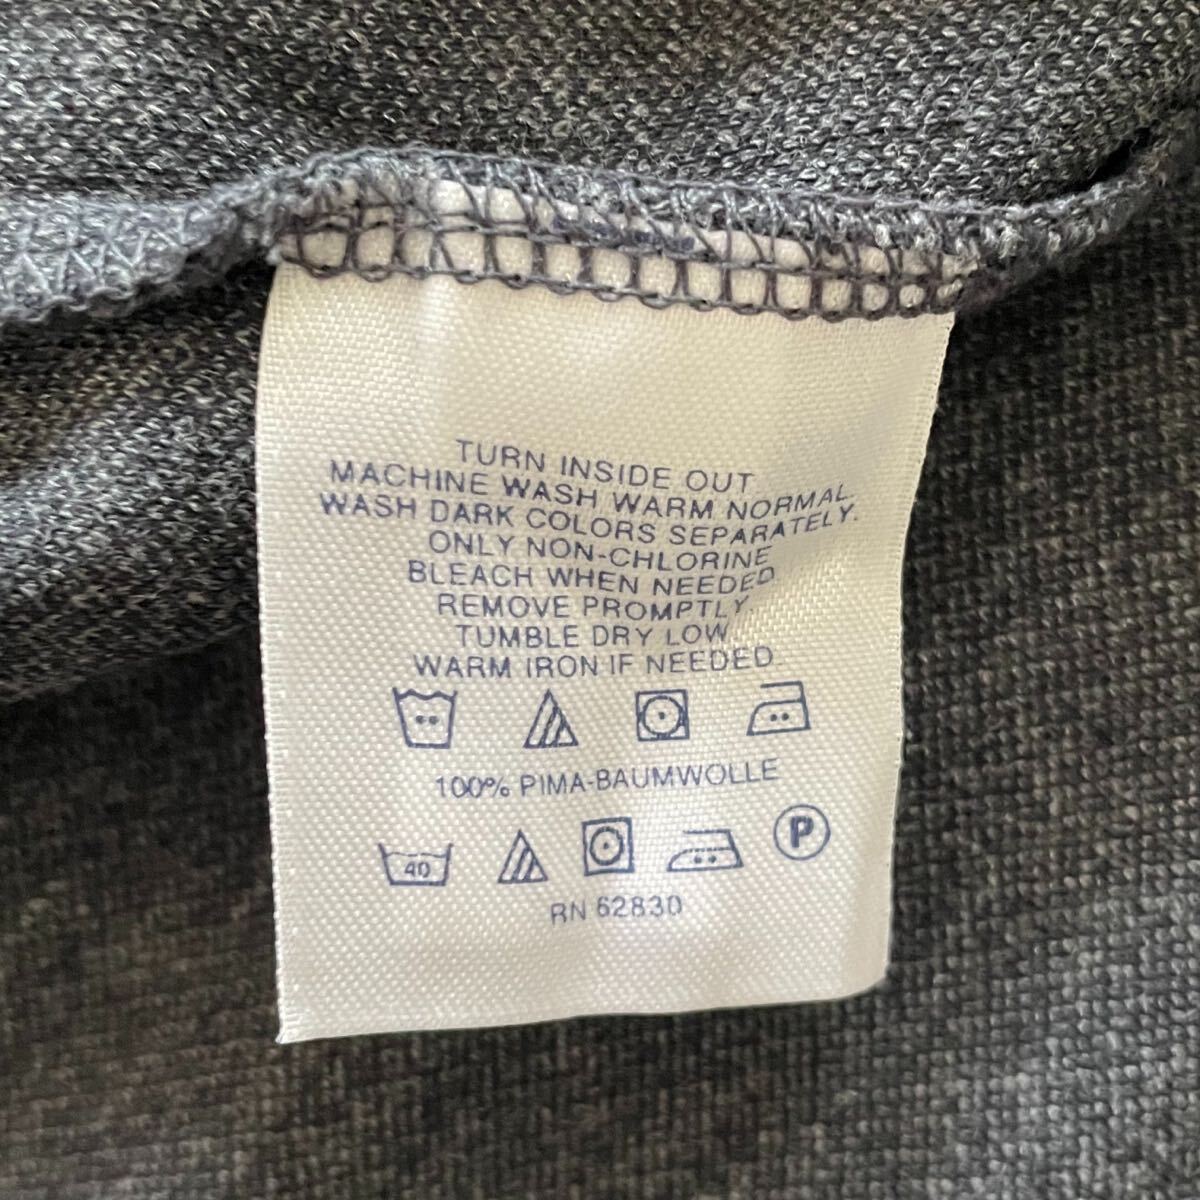 TURN INSIDE OUT
MACHINE WASH WARM NORMAL.
WASH DARK COLORS SEPARATELY.
ONLY NON-CHLORINE
BLEACH WHEN NEEDED
REMOVE PROMPTLY.
TUMBLE DRY LOW
WARM IRON IF NEEDED
100% PIMA-BAUMWOLLE
40 P
RN 62830